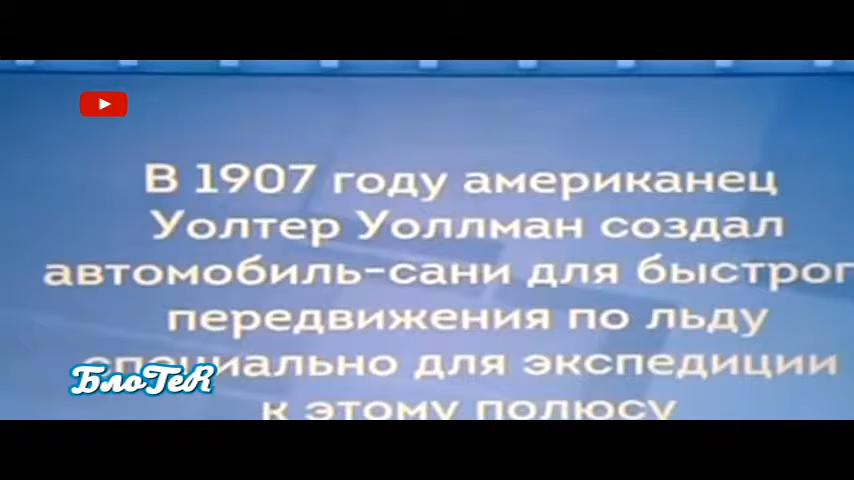 В 1907 году американец
Уолтер Уоллман создал
автомобиль-сани для быстрог
передвижения по льду
специально для экспедиции
к этому полюсу
БлоТеR